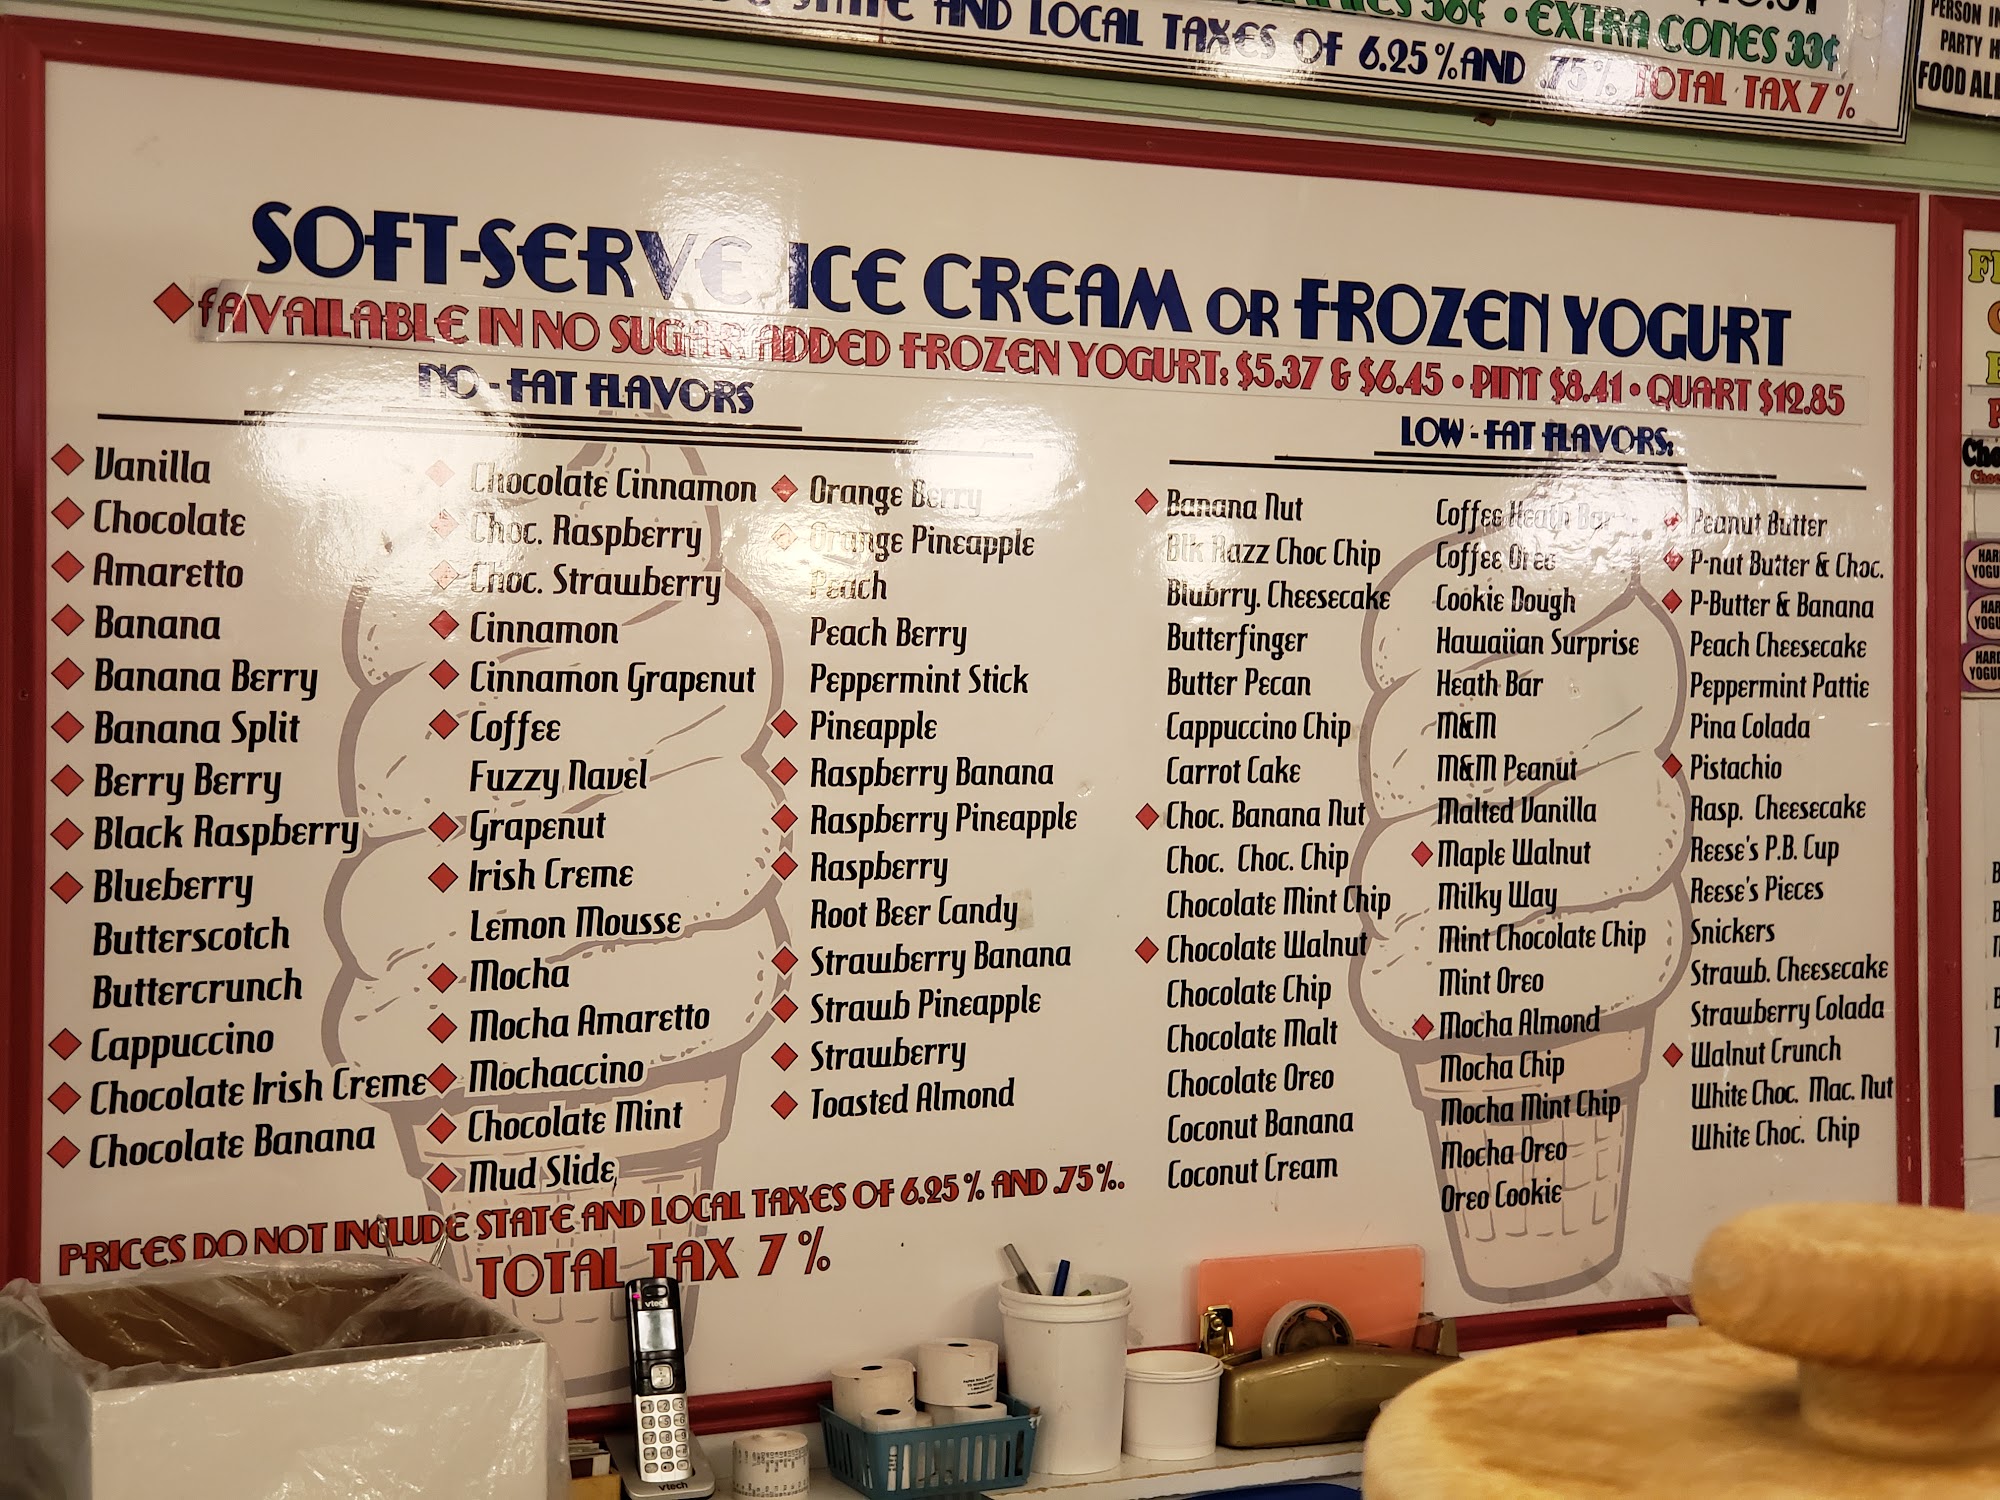 STATE AND LOCAL TAXES OF 6.25% AND .75% TOTAL TAX 7%
56¢ • EXTRA CONES 33¢
PERSON IN
PARTY H
FOOD ALL
SOFT-SERVE ICE CREAM OR FROZEN YOGURT
AVAILABLE IN NO SUGAR ADDED FROZEN YOGURT: $5.37 & $6.45 • PINT $8.41 • QUART $12.85
NO-FAT FLAVORS
Vanilla
Chocolate
Amaretto
Banana
Banana Berry
Banana Split
Berry Berry
Black Raspberry
Blueberry
Butterscotch
Buttercrunch
Cappuccino
Chocolate Irish Creme
Chocolate Banana
Chocolate Cinnamon
Choc. Raspberry
Choc. Strawberry
Cinnamon
Cinnamon Grapenut
Coffee
Fuzzy Navel
Grapenut
Irish Creme
Lemon Mousse
Mocha
Mocha Amaretto
Mochaccino
Chocolate Mint
Mud Slide
Orange Berry
Orange Pineapple
Peach
Peach Berry
Peppermint Stick
Pineapple
Raspberry Banana
Raspberry Pineapple
Raspberry
Root Beer Candy
Strawberry Banana
Strawb Pineapple
Strawberry
Toasted Almond
LOW-FAT FLAVORS:
Banana Nut
Blk Razz Choc Chip
Blubrry. Cheesecake
Butterfinger
Butter Pecan
Cappuccino Chip
Carrot Cake
Choc. Banana Nut
Choc. Choc. Chip
Chocolate Mint Chip
Chocolate Walnut
Chocolate Chip
Chocolate Malt
Chocolate Oreo
Coconut Banana
Coconut Cream
Coffee Heath Bar
Coffee Oreo
Cookie Dough
Hawaiian Surprise
Heath Bar
M&M
M&M Peanut
Malted Vanilla
Maple Walnut
Milky Way
Mint Chocolate Chip
Mint Oreo
Mocha Almond
Mocha Chip
Mocha Mint Chip
Mocha Oreo
Oreo Cookie
Peanut Butter
P-nut Butter & Choc.
P-Butter & Banana
Peach Cheesecake
Peppermint Pattie
Pina Colada
Pistachio
Rasp. Cheesecake
Reese's P.B. Cup
Reese's Pieces
Snickers
Strawb. Cheesecake
Strawberry Colada
Walnut Crunch
White Choc. Mac. Nut
White Choc. Chip
PRICES DO NOT INCLUDE STATE AND LOCAL TAXES OF 6.25% AND .75%.
TOTAL TAX 7%
vtech
vtech